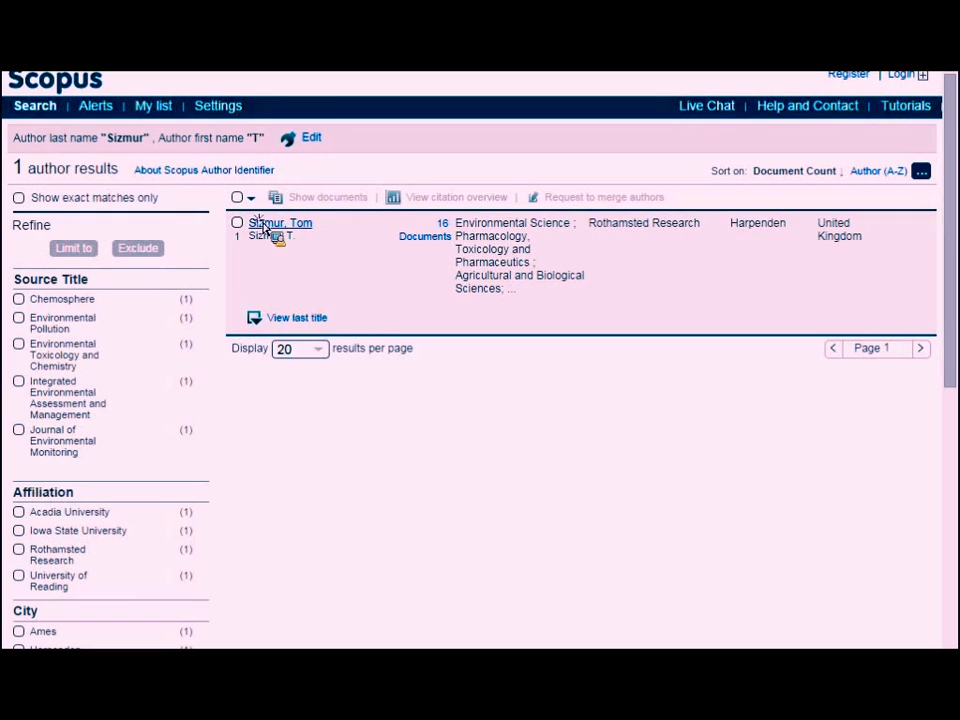 Scopus
Register | Login
Search | Alerts | My list | Settings
Live Chat | Help and Contact | Tutorials
Author last name "Sizmur" , Author first name "T" Edit
1 author results About Scopus Author Identifier
Sort on: Document Count Author (A-Z) ...
Show exact matches only
Show documents | View citation overview | Request to merge authors
Refine
Limit to Exclude
Source Title
Chemosphere (1)
Environmental (1)
Pollution
Environmental (1)
Toxicology and
Chemistry
Integrated (1)
Environmental
Assessment and
Management
Journal of (1)
Environmental
Monitoring
Affiliation
Acadia University (1)
Iowa State University (1)
Rothamsted (1)
Research
University of (1)
Reading
City
Ames (1)
Sizmur, Tom 16 Environmental Science ; Rothamsted Research Harpenden United
1 T. Documents Pharmacology, Kingdom
Toxicology and
Pharmaceutics ;
Agricultural and Biological
Sciences; ...
View last title
Display 20 results per page
< Page 1 >